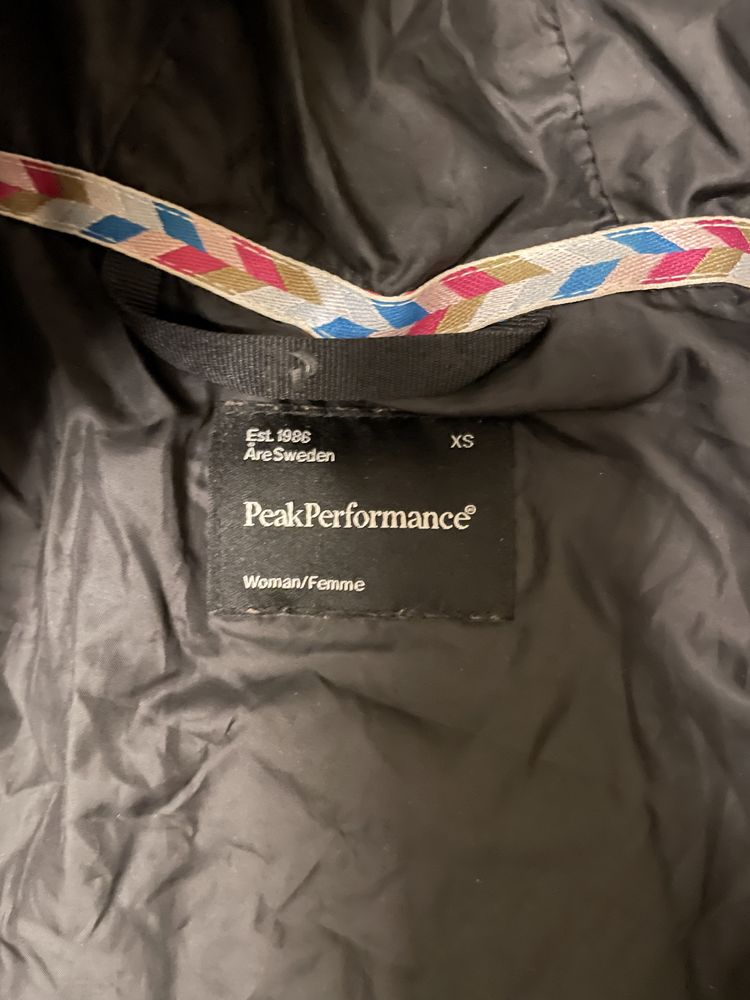 Est. 1986 XS
ÅreSweden
PeakPerformance®
Woman/Femme